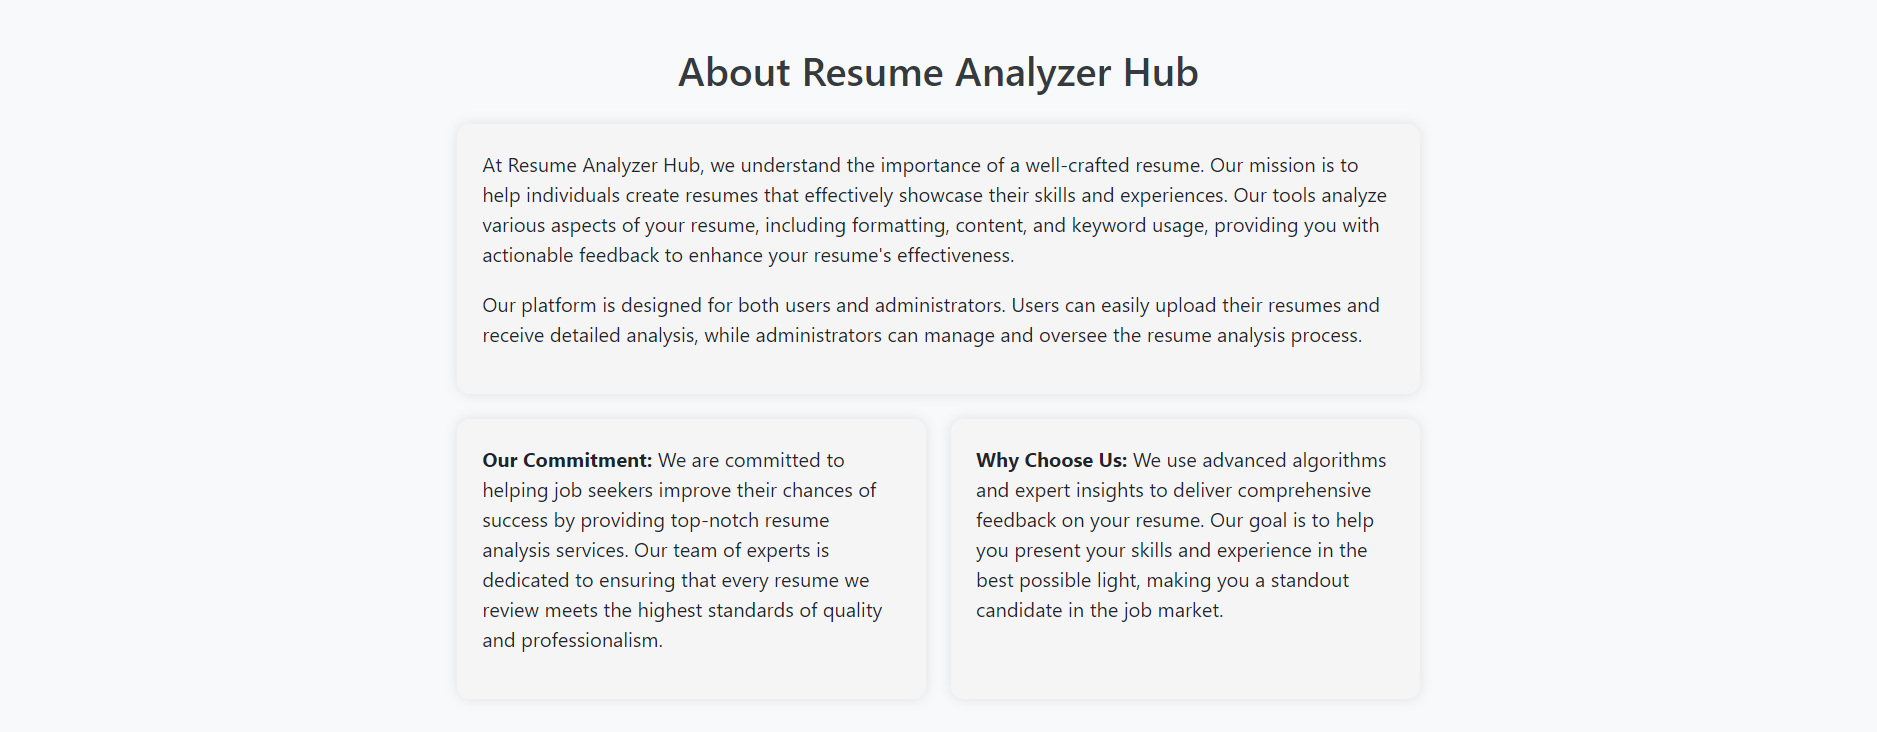 About Resume Analyzer Hub
At Resume Analyzer Hub, we understand the importance of a well-crafted resume. Our mission is to
help individuals create resumes that effectively showcase their skills and experiences. Our tools analyze
various aspects of your resume, including formatting, content, and keyword usage, providing you with
actionable feedback to enhance your resume's effectiveness.
Our platform is designed for both users and administrators. Users can easily upload their resumes and
receive detailed analysis, while administrators can manage and oversee the resume analysis process.
Our Commitment: We are committed to
helping job seekers improve their chances of
success by providing top-notch resume
analysis services. Our team of experts is
dedicated to ensuring that every resume we
review meets the highest standards of quality
and professionalism.
Why Choose Us: We use advanced algorithms
and expert insights to deliver comprehensive
feedback on your resume. Our goal is to help
you present your skills and experience in the
best possible light, making you a standout
candidate in the job market.